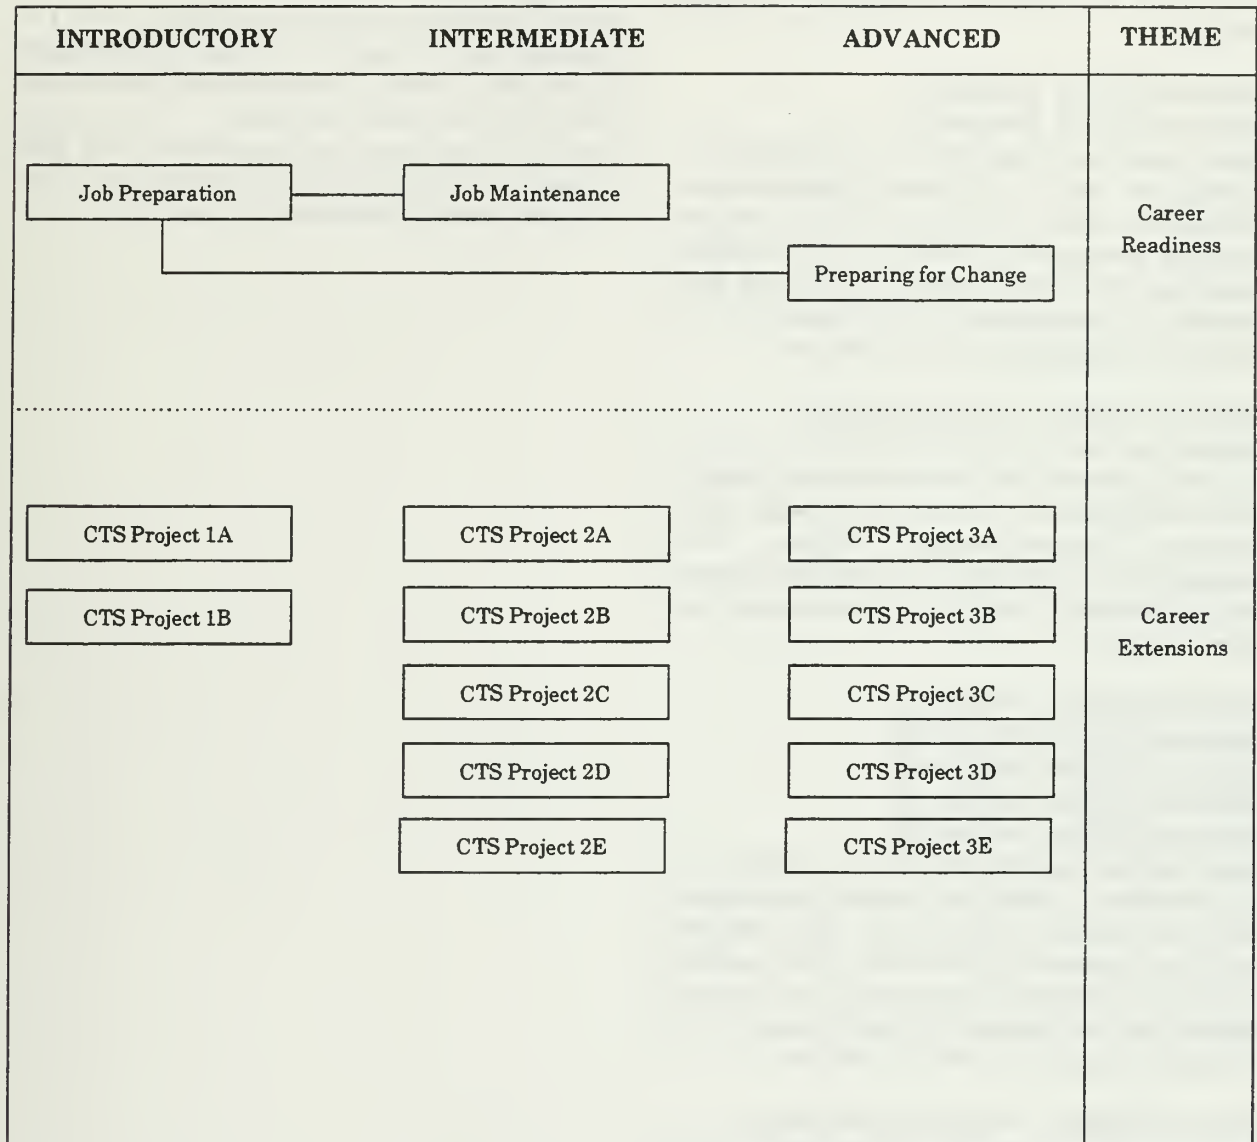 INTRODUCTORY INTERMEDIATE ADVANCED THEME
Job Preparation Job Maintenance
Career
Readiness
Preparing for Change
CTS Project 1A CTS Project 2A CTS Project 3A
CTS Project 1B CTS Project 2B CTS Project 3B
Career
Extensions
CTS Project 2C CTS Project 3C
CTS Project 2D CTS Project 3D
CTS Project 2E CTS Project 3E